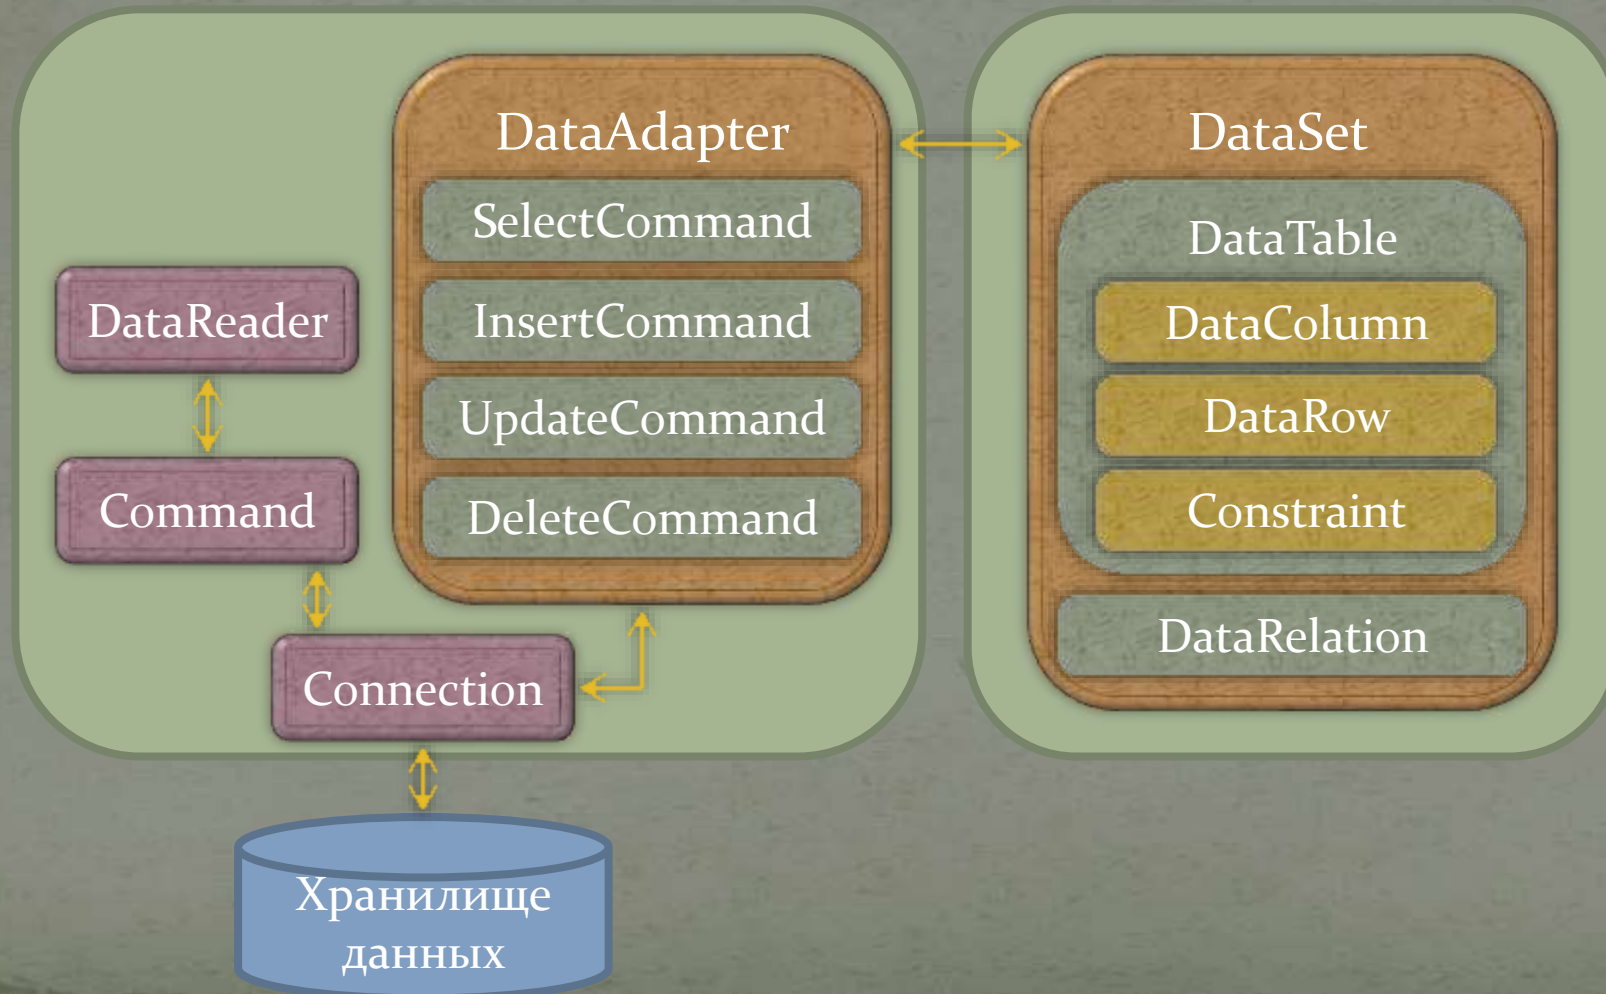 DataAdapter
SelectCommand
InsertCommand
UpdateCommand
DeleteCommand
DataReader
Command
Connection
Хранилище
данных
DataSet
DataTable
DataColumn
DataRow
Constraint
DataRelation